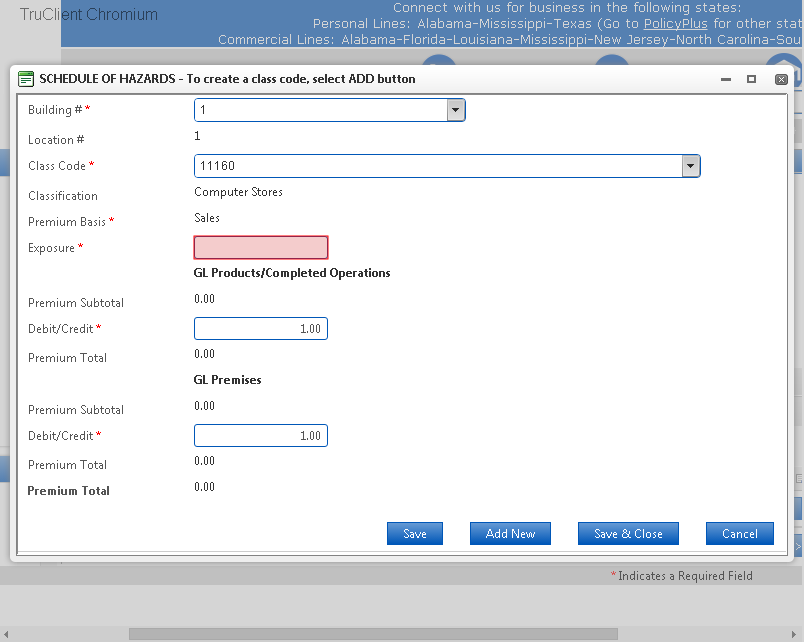 TruClient Chromium
Connect with us for business in the following states:
Personal Lines: Alabama-Mississippi-Texas (Go to PolicyPlus for other stat
Commercial Lines: Alabama-Florida-Louisiana-Mississippi-New Jersey-North Carolina-Sou
SCHEDULE OF HAZARDS - To create a class code, select ADD button
Building # * 1
Location # 1
Class Code * 11160
Classification Computer Stores
Premium Basis * Sales
Exposure *
GL Products/Completed Operations
Premium Subtotal 0.00
Debit/Credit * 1.00
Premium Total 0.00
GL Premises
Premium Subtotal 0.00
Debit/Credit * 1.00
Premium Total 0.00
Premium Total 0.00
Save Add New Save & Close Cancel
* Indicates a Required Field